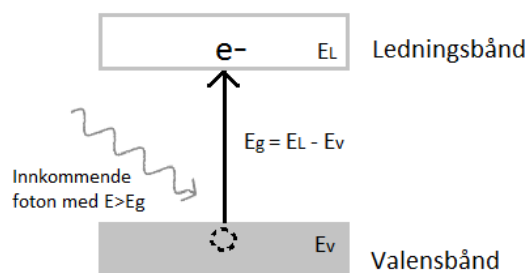 e- EL Ledningsbånd
Eg = EL - Ev
Innkommende
foton med E>Eg
Ev
Valensbånd